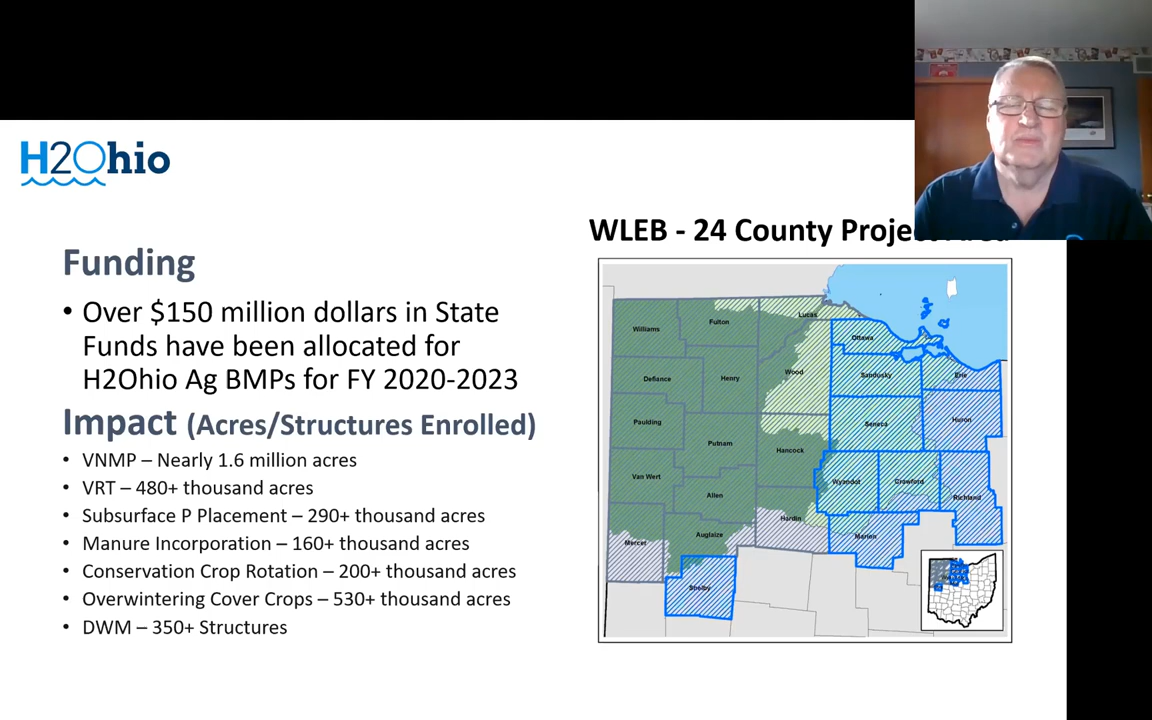 H2Ohio
WLEB - 24 County Project Area
Funding
• Over $150 million dollars in State
Funds have been allocated for
H2Ohio Ag BMPs for FY 2020-2023
Impact (Acres/Structures Enrolled)
• VNMP – Nearly 1.6 million acres
• VRT – 480+ thousand acres
• Subsurface P Placement – 290+ thousand acres
• Manure Incorporation – 160+ thousand acres
• Conservation Crop Rotation – 200+ thousand acres
• Overwintering Cover Crops – 530+ thousand acres
• DWM – 350+ Structures
Williams
Fulton
Lucas
Ottawa
Defiance
Henry
Wood
Sandusky
Erie
Paulding
Putnam
Hancock
Seneca
Huron
Van Wert
Allen
Wyandot
Crawford
Richland
Mercer
Auglaize
Hardin
Marion
Shelby